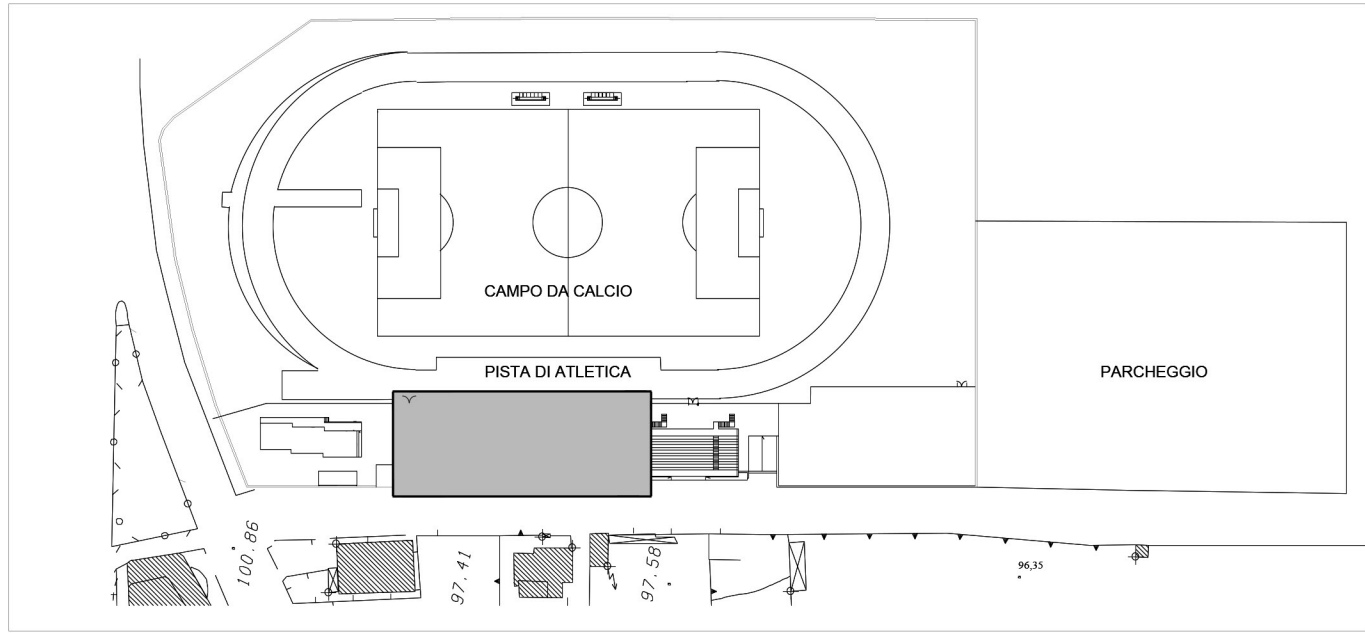 CAMPO DA CALCIO
PISTA DI ATLETICA
PARCHEGGIO
100.86
97.41
97.58
96,35